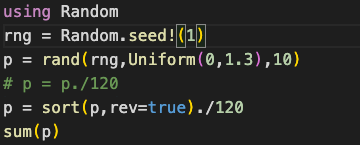 using Random
rng = Random.seed!(1)
p = rand(rng,Uniform(0,1.3),10)
# p = p./120
p = sort(p,rev=true)./120
sum(p)